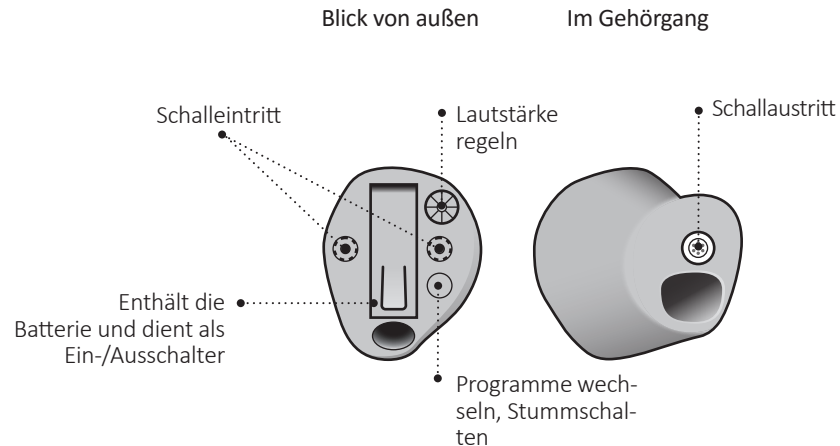 Blick von außen
Im Gehörgang
Schalleintritt
Lautstärke
regeln
Schallaustritt
Enthält die
Batterie und dient als
Ein-/Ausschalter
Programme wech-
seln, Stummschal-
ten